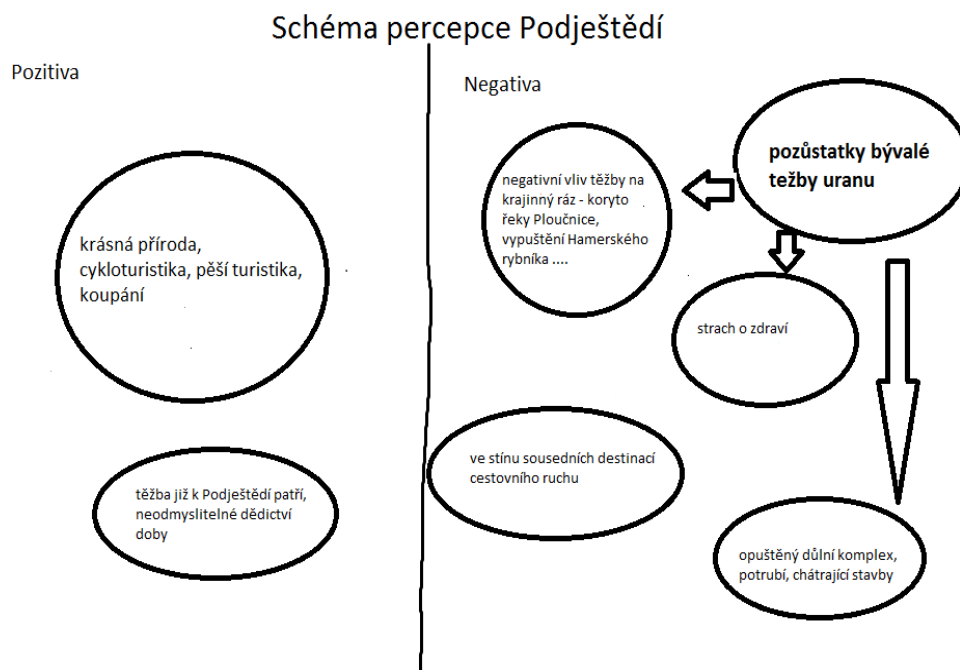 Schéma percepce Podještědí
Pozitiva
krásná příroda,
cykloturistika, pěší turistika,
koupání
těžba již k Podještědí patří,
neodmyslitelné dědictví
doby
Negativa
pozůstatky bývalé
težby uranu
negativní vliv těžby na
krajinný ráz - koryto
řeky Ploučnice,
vypuštění Hamerského
rybníka ....
strach o zdraví
ve stínu sousedních destinací
cestovního ruchu
opuštěný důlní komplex,
potrubí, chátrající stavby